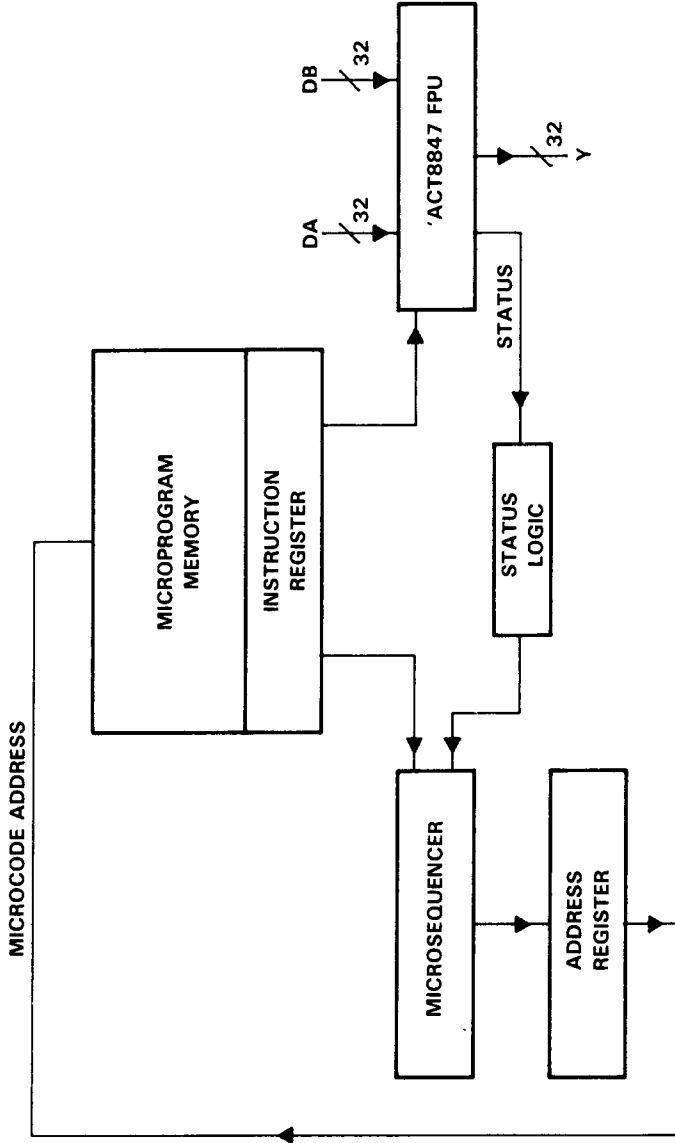 MICROCODE ADDRESS
MICROPROGRAM
MEMORY
INSTRUCTION
REGISTER
DA
DB
32
32
MICROSEQUENCER
'ACT8847 FPU
STATUS
STATUS
LOGIC
32
Y
ADDRESS
REGISTER